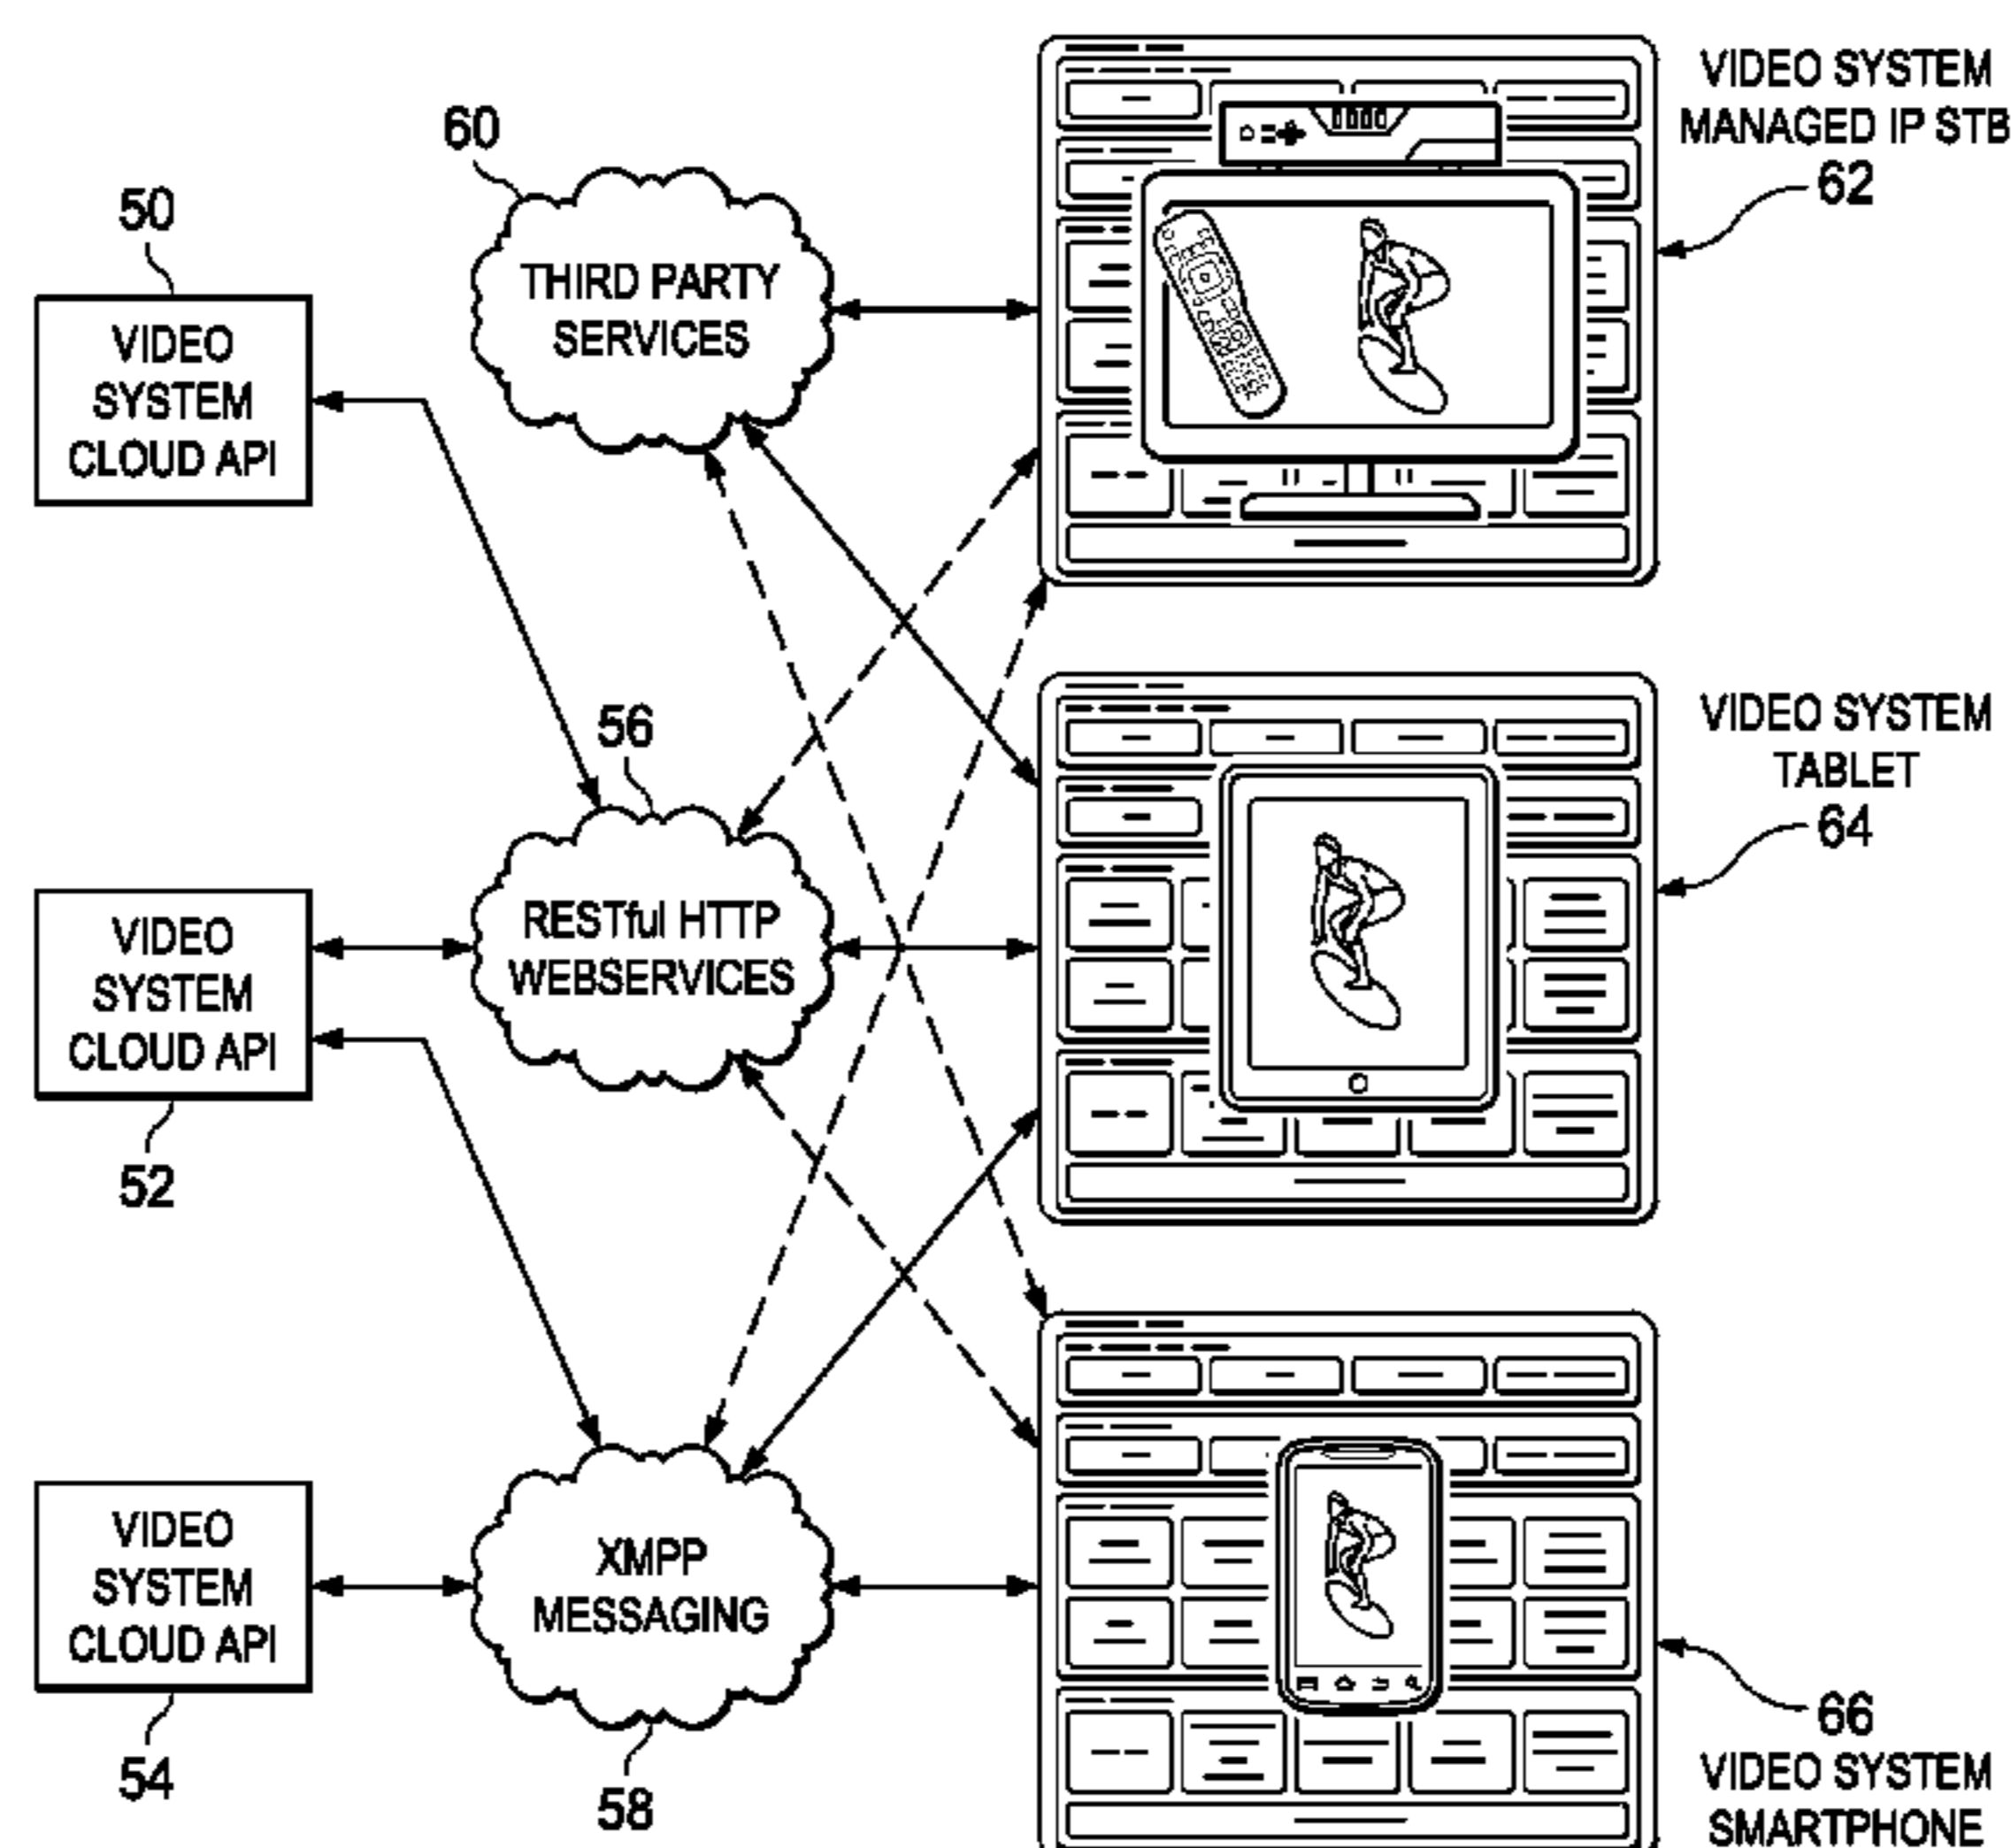 50
VIDEO
SYSTEM
CLOUD API
VIDEO
SYSTEM
CLOUD API
52
VIDEO
SYSTEM
CLOUD API
54
60
THIRD PARTY
SERVICES
56
RESTful HTTP
WEBSERVICES
XMPP
MESSAGING
58
VIDEO SYSTEM
MANAGED IP STB
62
VIDEO SYSTEM
TABLET
64
66
VIDEO SYSTEM
SMARTPHONE